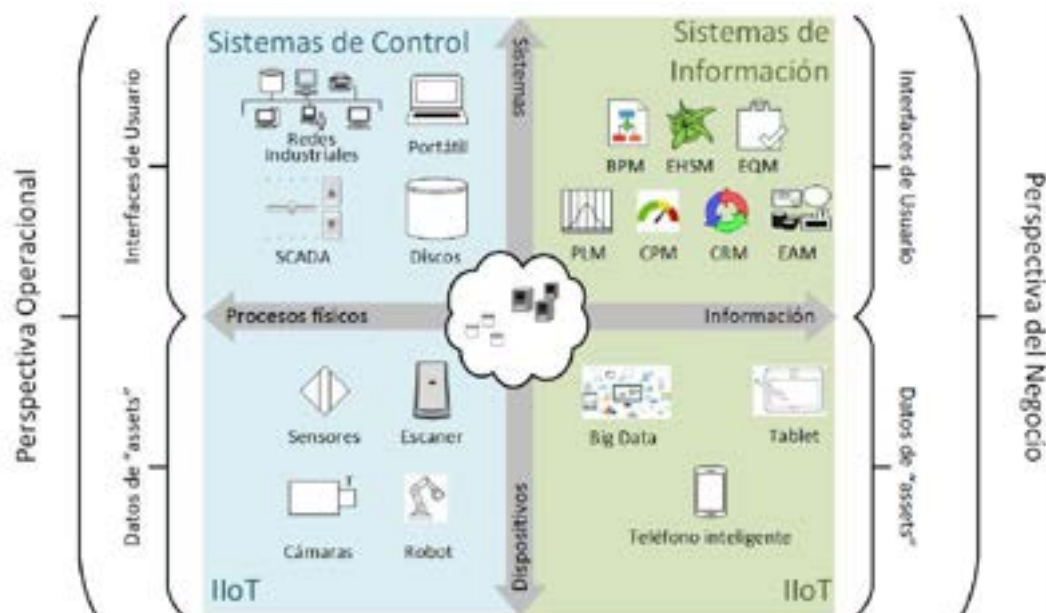 Perspectiva Operacional
Interfaces de Usuario
Datos de "assets"
Sistemas de Control
Redes
Industriales
Portátil
SCADA
Discos
Sistemas
Sistemas de
Información
BPM
EHSM
EQM
PLM
CPM
CRM
EAM
Procesos físicos
Información
Sensores
Escaner
Cámaras
Robot
IIoT
Dispositivos
Big Data
Tablet
Teléfono inteligente
IIoT
Interfaces de Usuario
Datos de "assets"
Perspectiva del Negocio